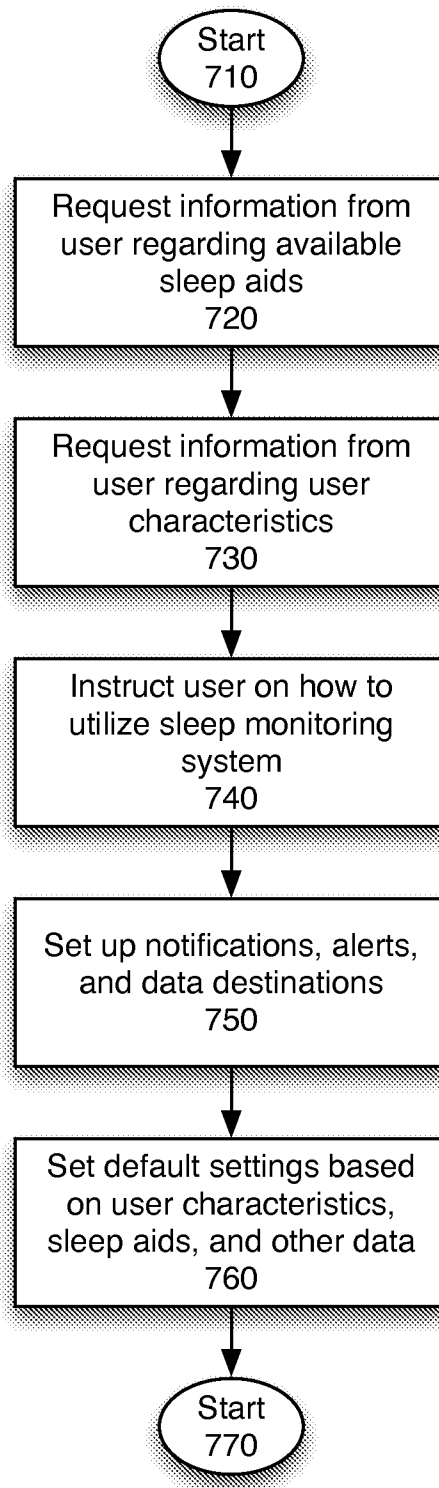 Start
710
Request information from
user regarding available
sleep aids
720
Request information from
user regarding user
characteristics
730
Instruct user on how to
utilize sleep monitoring
system
740
Set up notifications, alerts,
and data destinations
750
Set default settings based
on user characteristics,
sleep aids, and other data
760
Start
770